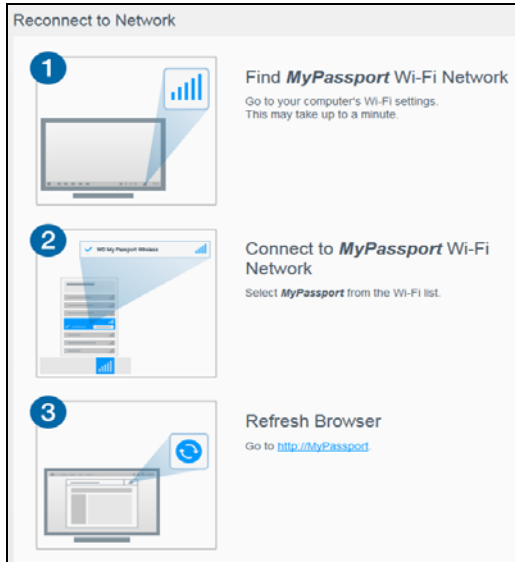 Reconnect to Network
1
Find MyPassport Wi-Fi Network
Go to your computer's Wi-Fi settings.
This may take up to a minute.
2
WD My Passport Wireless
Connect to MyPassport Wi-Fi
Network
Select MyPassport from the Wi-Fi list.
3
Refresh Browser
Go to http://MyPassport.